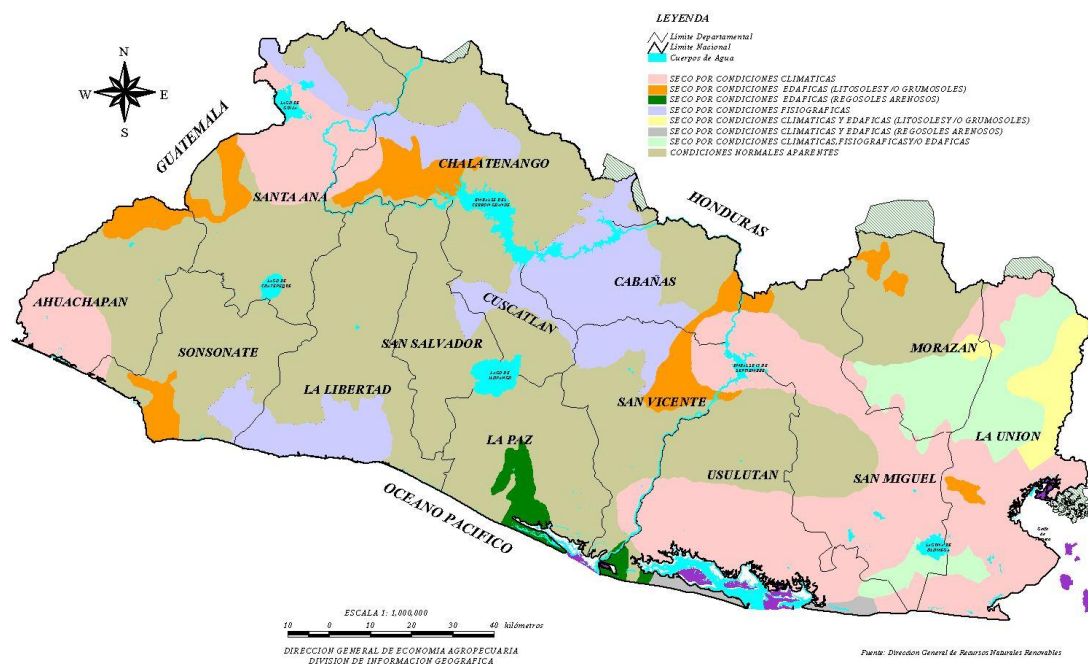 LEYENDA
Límite Departamental
Límite Nacional
Cuerpos de Agua
SECO POR CONDICIONES CLIMATICAS
SECO POR CONDICIONES EDAFICAS (LITOSOLESY /O GRUMOSOLES)
SECO POR CONDICIONES EDAFICAS (REGOSOLES ARENOSOS)
SECO POR CONDICIONES FISIOGRAFICAS
SECO POR CONDICIONES CLIMATICAS Y EDAFICAS (LITOSOLESY/O GRUMOSOLES)
SECO POR CONDICIONES CLIMATICAS Y EDAFICAS (REGOSOLES ARENOSOS)
SECO POR CONDICIONES CLIMATICAS,FISIOGRAFICASY/O EDAFICAS
CONDICIONES NORMALES APARENTES
N
W
E
S
GUATEMALA
HONDURAS
CHALATENANGO
SANTA ANA
CABAÑAS
AHUACHAPAN
CUSCATLAN
SAN SALVADOR
SONSONATE
MORAZAN
LA LIBERTAD
SAN VICENTE
LA PAZ
LA UNION
USULUTAN
SAN MIGUEL
OCEANO PACIFICO
ESCALA 1: 1,000,000
10 0 10 20 30 40 kilómetros
DIRECCION GENERAL DE ECONOMIA AGROPECUARIA
DIVISION DE INFORMACION GEOGRAFICA
Fuente: Direccion General de Recursos Naturales Renovables